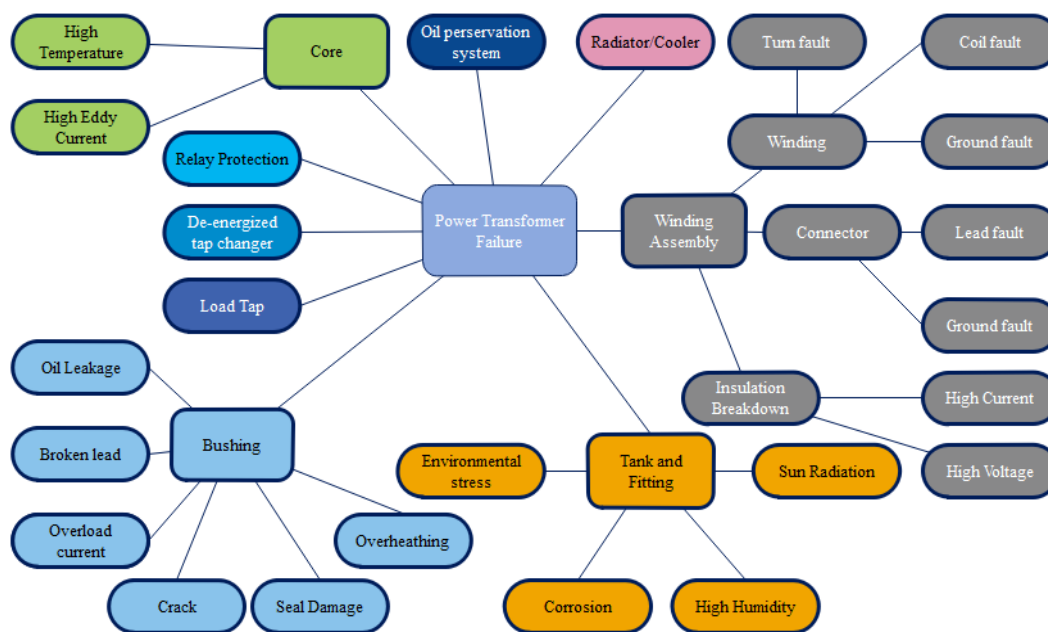 High
Temperature
Core
Oil perservation
system
Radiator/Cooler
Turn fault
Coil fault
High Eddy
Current
Relay Protection
Winding
Ground fault
De-energized
tap changer
Power Transformer
Failure
Winding
Assembly
Connector
Lead fault
Load Tap
Ground fault
Oil Leakage
Insulation
Breakdown
High Current
Broken lead
Bushing
Environmental
stress
Tank and
Fitting
Sun Radiation
High Voltage
Overload
current
Overheathing
Crack
Seal Damage
Corrosion
High Humidity